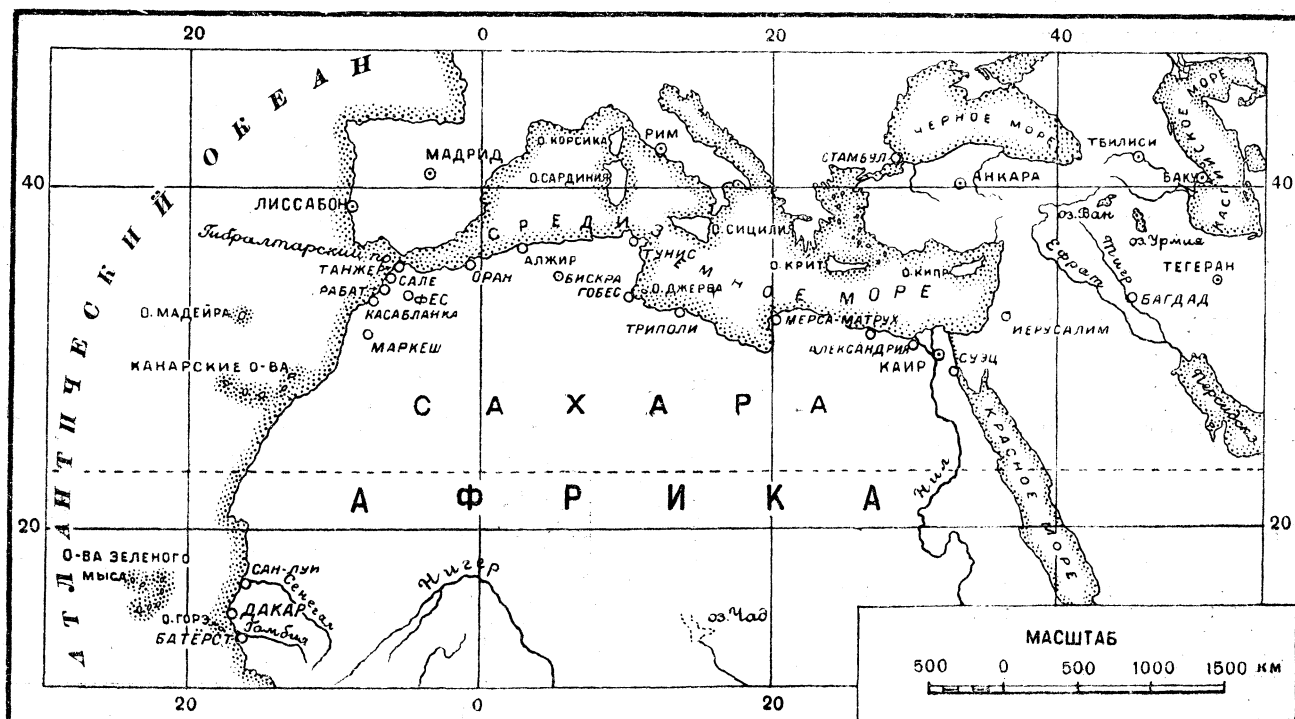 20
0
20
40
АТЛАНТИЧЕСКИЙ ОКЕАН
О.КОРСИКА
РИМ
ЧЕРНОЕ МОРЕ
КАСПИЙСКОЕ МОРЕ
МАДРИД
СТАМБУЛ
ТБИЛИСИ
40
О.САРДИНИЯ
АНКАРА
БАКУ
40
ЛИССАБОН
СРЕДИЗЕМНОЕ МОРЕ
О.СИЦИЛИ
оз.Ван
оз.Урмия
Гибралтарский пр.
ТАНЖЕР
САЛЕ
ОРАН
АЛЖИР
ТУНИС
О.КРИТ
О.КИПР
Ефрат
Тигр
ТЕГЕРАН
РАБАТ
ФЕС
БИСКРА
ГОБЕС
О.ДЖЕРБА
БАГДАД
О.МАДЕЙРА
КАСАБЛАНКА
ТРИПОЛИ
МЕРСА-МАТРУХ
ИЕРУСАЛИМ
МАРКЕШ
АЛЕКСАНДРИЯ
КАИР
СУЭЦ
КАНАРСКИЕ О-ВА
САХАРА
КРАСНОЕ МОРЕ
Нил
АФРИКА
20
20
О-ВА ЗЕЛЕНОГО
МЫСА
САН-ЛУИ
Сенегал
Нигер
О.ГОРЭ
ДАКАР
Гамбия
БАТЕРСТ
оз.Чад
МАСШТАБ
500 0 500 1000 1500 км
20
0
20